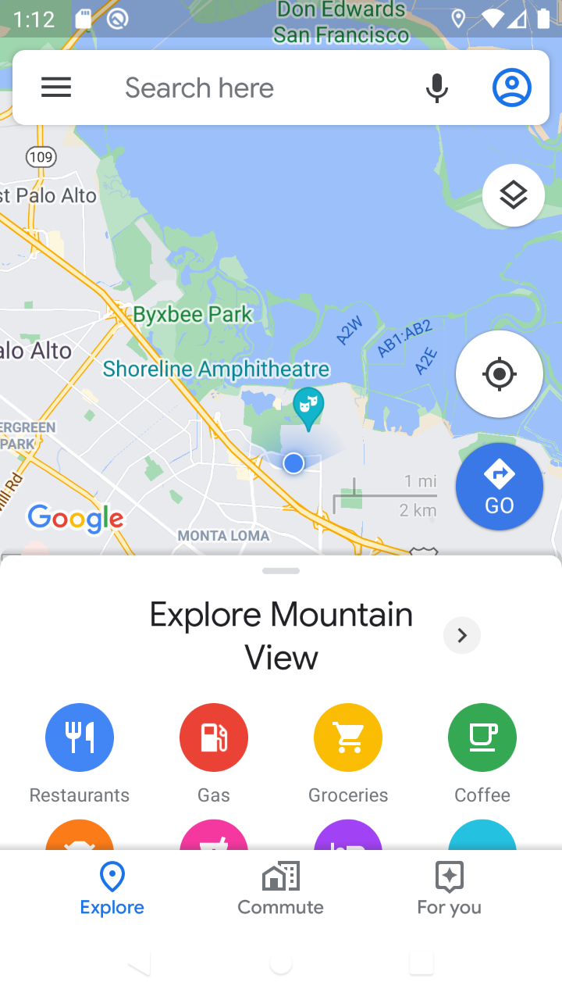 1:12
Don Edwards
San Francisco
Search here
109
st Palo Alto
Byxbee Park
A2W
AB1:AB2
A2E
alo Alto
Shoreline Amphitheatre
ERGREEN
PARK
Mill Rd
1 mi
2 km
GO
Google
MONTA LOMA
Explore Mountain
View
Restaurants
Gas
Groceries
Coffee
Explore
Commute
For you